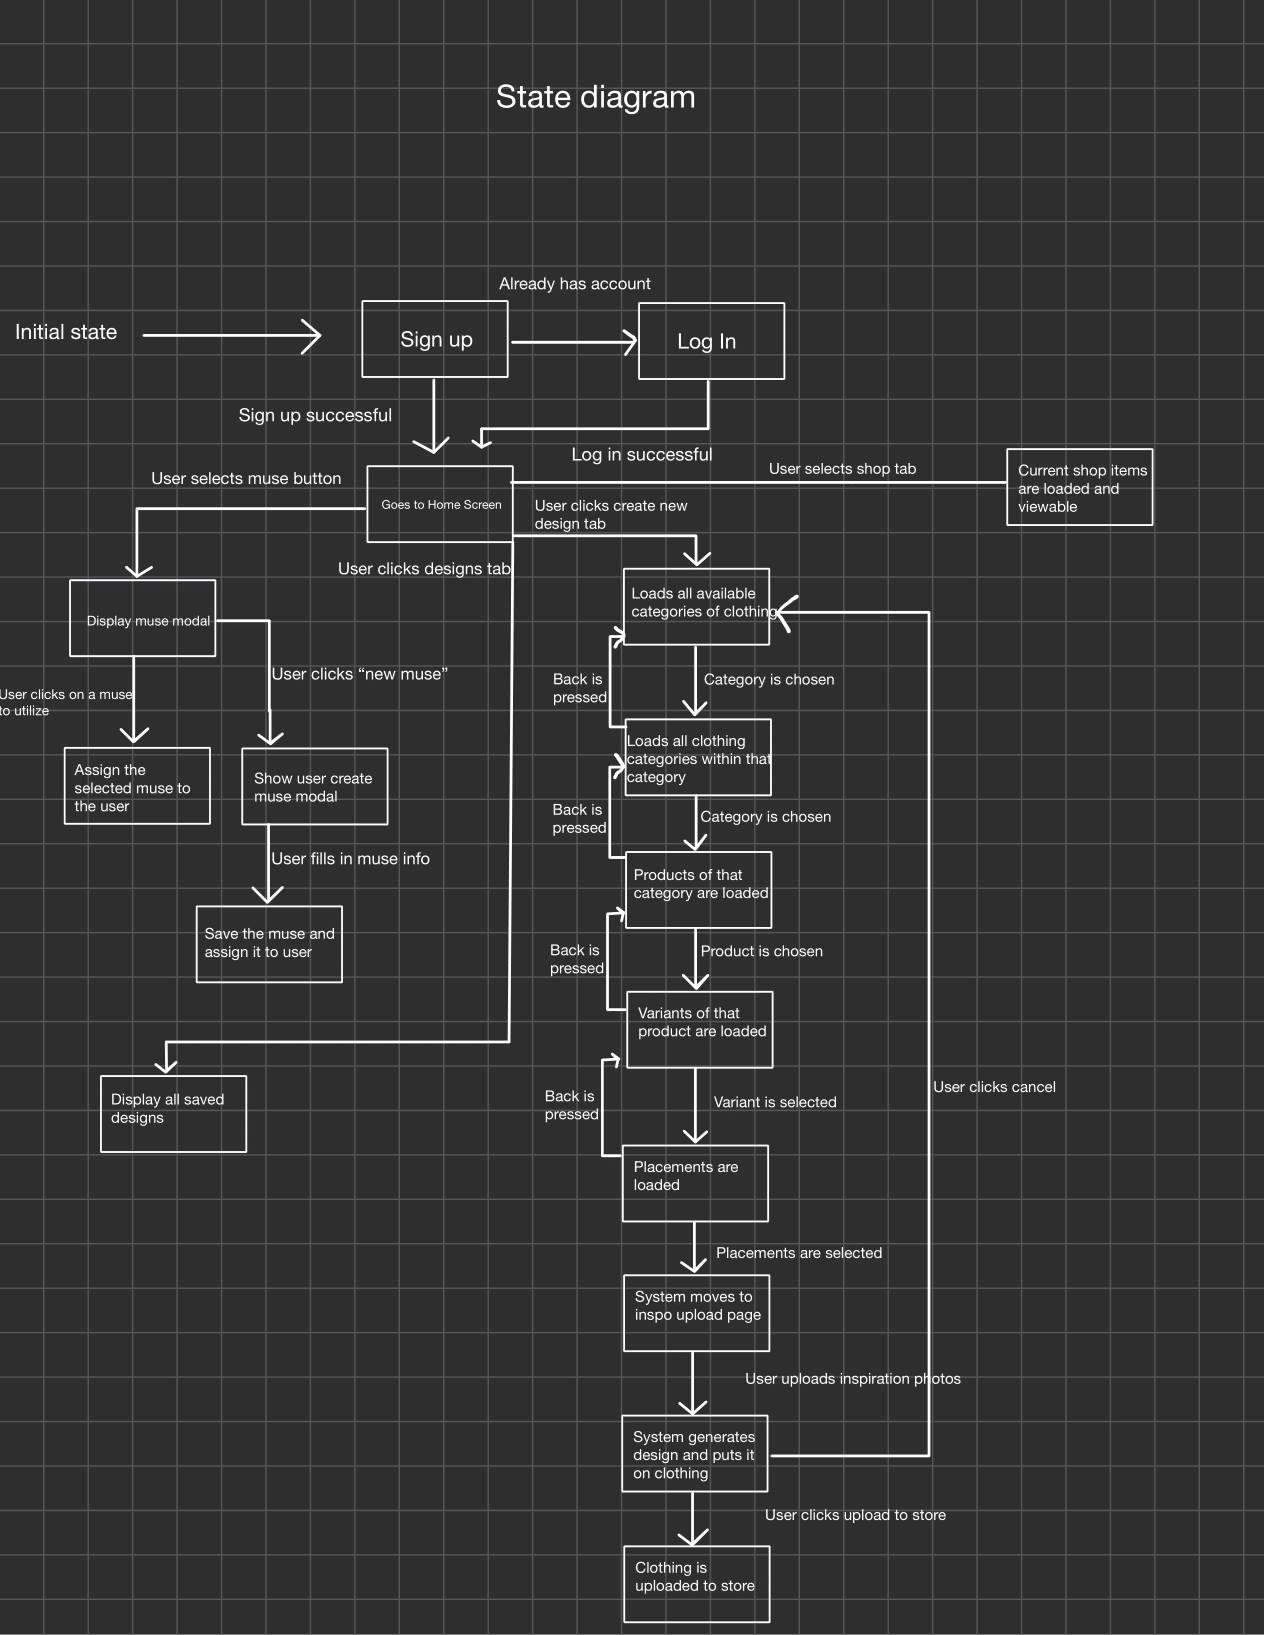 State diagram
Already has account
Initial state
Sign up
Log In
Sign up successful
Log in successful
User selects muse button
Goes to Home Screen
User selects shop tab
Current shop items
are loaded and
viewable
User clicks create new
design tab
User clicks designs tab
Loads all available
categories of clothing
Display muse modal
User clicks “new muse”
User clicks on a muse
to utilize
Back is
pressed
Category is chosen
Loads all clothing
categories within that
category
Assign the
selected muse to
the user
Show user create
muse modal
Back is
pressed
Category is chosen
User fills in muse info
Products of that
category are loaded
Save the muse and
assign it to user
Back is
pressed
Product is chosen
Variants of that
product are loaded
Display all saved
designs
Back is
pressed
Variant is selected
User clicks cancel
Placements are
loaded
Placements are selected
System moves to
inspo upload page
User uploads inspiration photos
System generates
design and puts it
on clothing
User clicks upload to store
Clothing is
uploaded to store